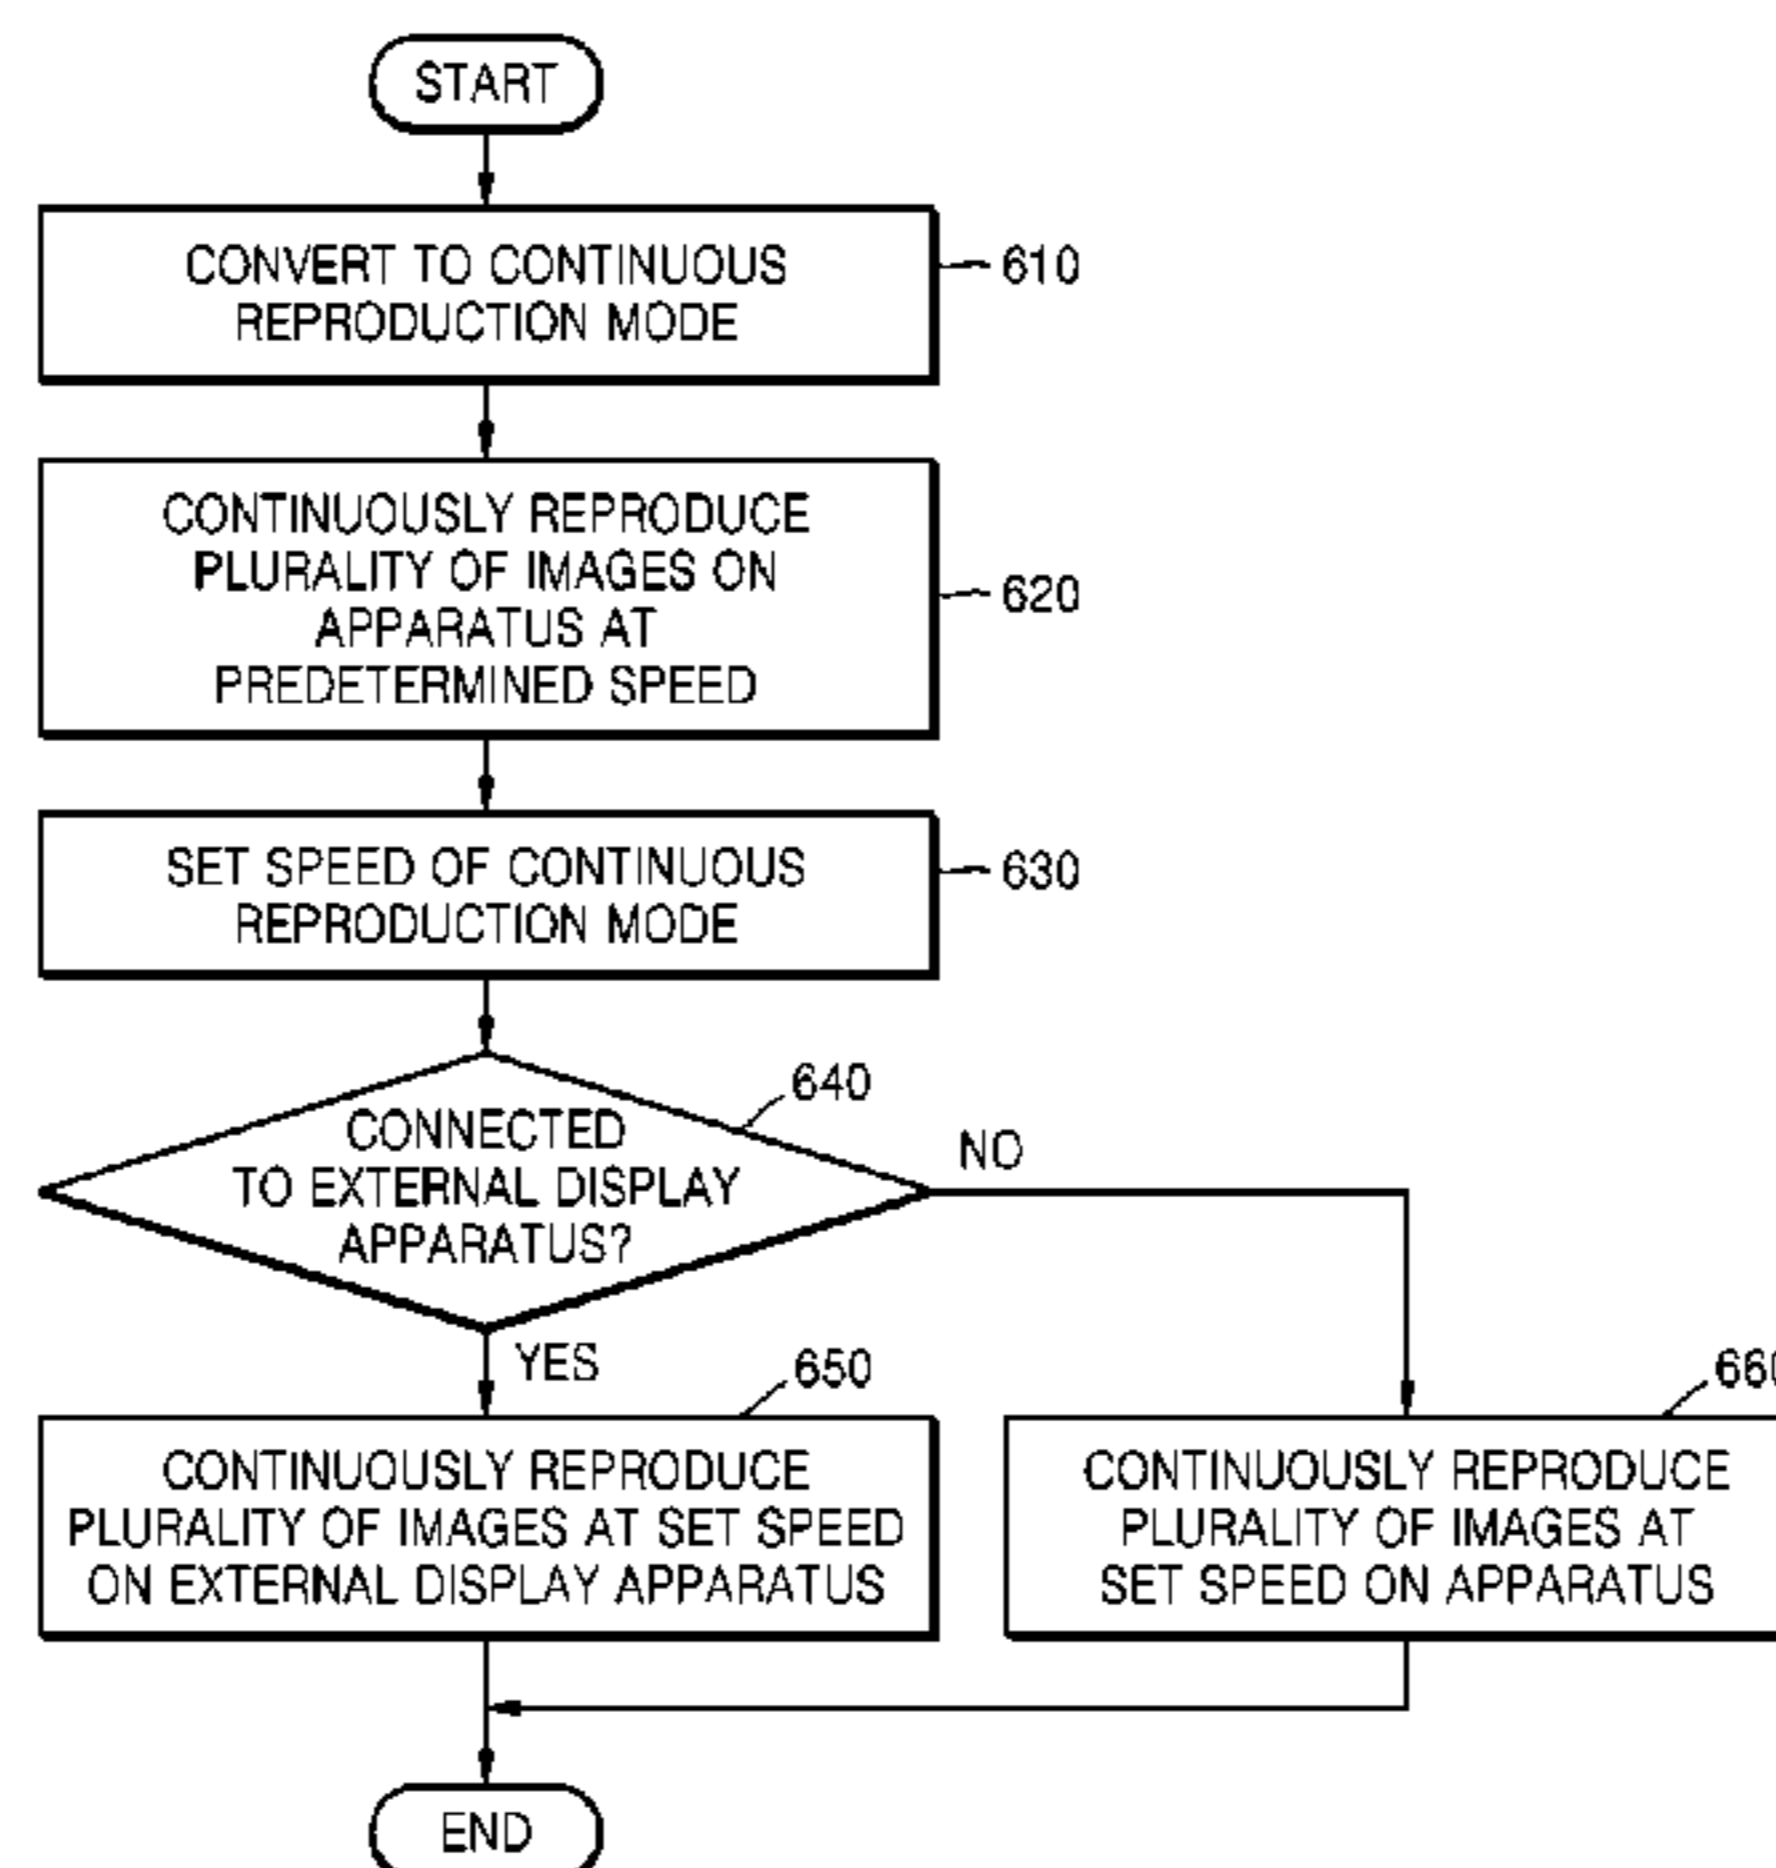 START
CONVERT TO CONTINUOUS
REPRODUCTION MODE
610
CONTINUOUSLY REPRODUCE
PLURALITY OF IMAGES ON
APPARATUS AT
PREDETERMINED SPEED
620
SET SPEED OF CONTINUOUS
REPRODUCTION MODE
630
640
CONNECTED
TO EXTERNAL DISPLAY
APPARATUS?
NO
YES
650
CONTINUOUSLY REPRODUCE
PLURALITY OF IMAGES AT SET SPEED
ON EXTERNAL DISPLAY APPARATUS
660
CONTINUOUSLY REPRODUCE
PLURALITY OF IMAGES AT
SET SPEED ON APPARATUS
END